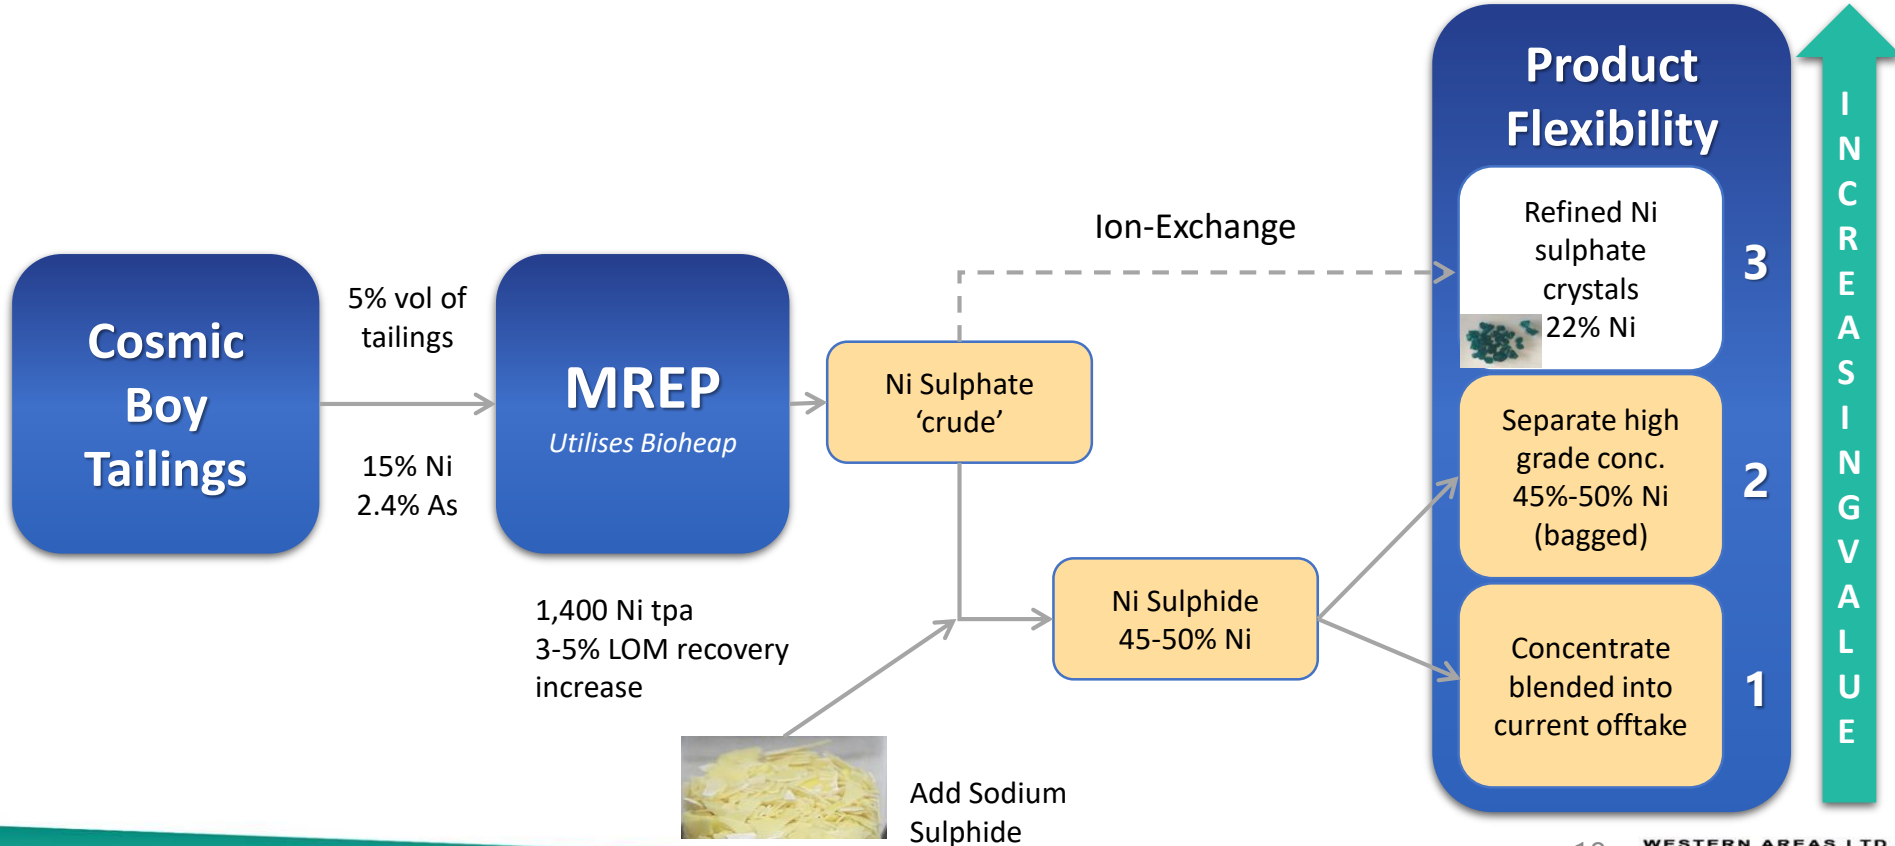 Cosmic
Boy
Tailings
5% vol of
tailings
15% Ni
2.4% As
MREP
Utilises Bioheap
1,400 Ni tpa
3-5% LOM recovery
increase
Add Sodium
Sulphide
Ni Sulphate
‘crude’
Ion-Exchange
Ni Sulphide
45-50% Ni
Product
Flexibility
Refined Ni
sulphate
crystals
22% Ni
3
Separate high
grade conc.
45%-50% Ni
(bagged)
2
Concentrate
blended into
current offtake
1
I
N
C
R
E
A
S
I
N
G
V
A
L
U
E
WESTERN AREAS LTD